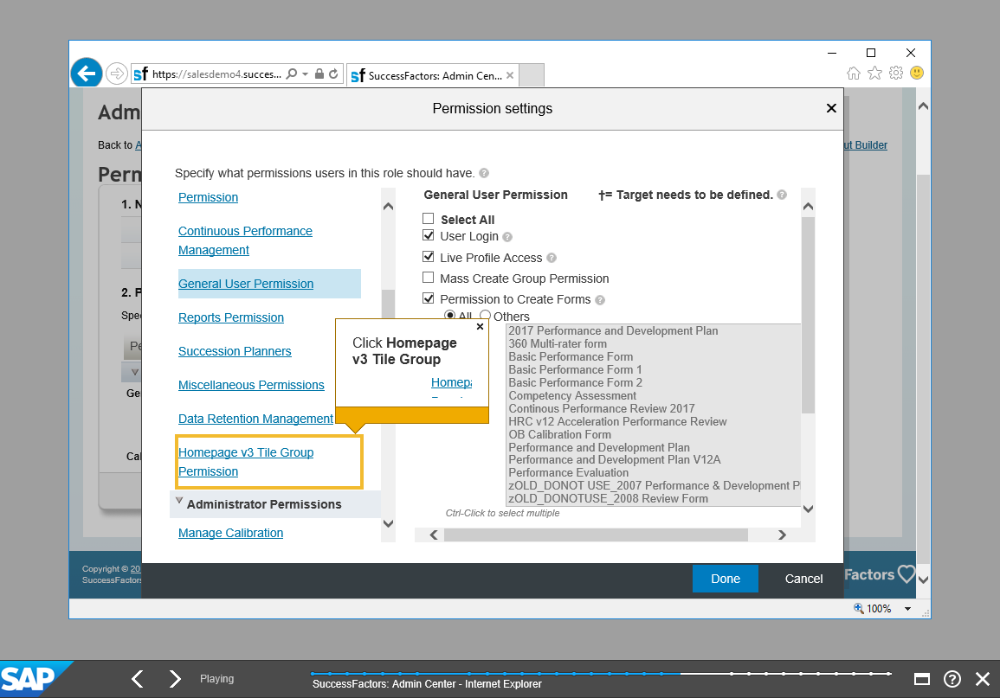 https://salesdemo4.succes...
SuccessFactors: Admin Cen...
Adm
Permission settings
Back to A
ut Builder
Perm
Specify what permissions users in this role should have.
Permission
General User Permission
†= Target needs to be defined.
1. N
Select All
Continuous Performance
Management
User Login
Live Profile Access
General User Permission
Mass Create Group Permission
2. P
Permission to Create Forms
Spec
Reports Permission
All
Others
2017 Performance and Development Plan
360 Multi-rater form
Basic Performance Form
Basic Performance Form 1
Basic Performance Form 2
Competency Assessment
Continous Performance Review 2017
HRC v12 Acceleration Performance Review
OB Calibration Form
Performance and Development Plan
Performance and Development Plan V12A
Performance Evaluation
zOLD_DONOT USE_2007 Performance & Development P
zOLD_DONOTUSE_2008 Review Form
Ctrl-Click to select multiple
Click Homepage
v3 Tile Group
Homepa
Pe
Succession Planners
Miscellaneous Permissions
Ge
Data Retention Management
Homepage v3 Tile Group
Permission
Cal
Administrator Permissions
Manage Calibration
Copyright © 20
SuccessFactors
Factors
Done
Cancel
100%
SAP
Playing
SuccessFactors: Admin Center - Internet Explorer